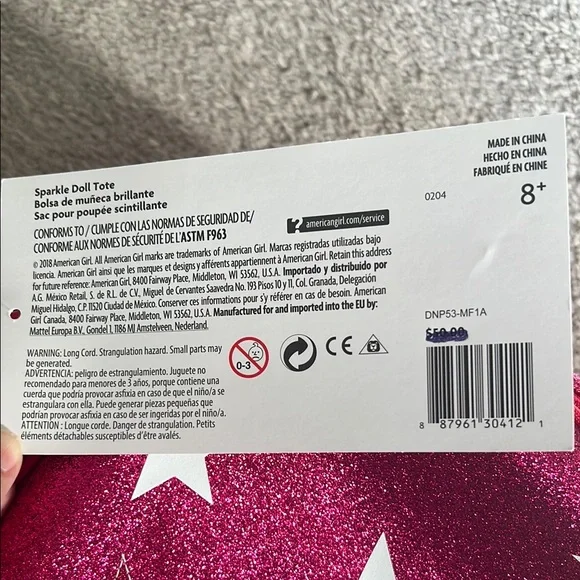 Sparkle Doll Tote
Bolsa de muñeca brillante
Sac pour poupée scintillante
CONFORMS TO / CUMPLE CON LAS NORMAS DE SEGURIDAD DE/
CONFORME AUX NORMES DE SÉCURITÉ DE L'ASTM F963
? americangirl.com/service
0204
MADE IN CHINA
HECHO EN CHINA
FABRIQUÉ EN CHINE
8+
© 2018 American Girl. All American Girl marks are trademarks of American Girl. Marcas registradas utilizadas bajo
licencia. American Girl ainsi que les marques et designs y afférents appartiennent à American Girl. Retain this address
for future reference: American Girl, 8400 Fairway Place, Middleton, WI 53562, U.S.A. Importado y distribuido por
A.G. México Retail, S. de R.L. de C.V., Miguel de Cervantes Saavedra No. 193 Pisos 10 y 11, Col. Granada, Delegación
Miguel Hidalgo, C.P. 11520 Ciudad de México. Conserver ces informations pour s'y référer en cas de besoin. American
Girl Canada, 8400 Fairway Place, Middleton, WI 53562, U.S.A. Manufactured for and imported into the EU by:
Mattel Europa B.V., Gondel 1, 1186 MJ Amstelveen, Nederland.
WARNING: Long Cord. Strangulation hazard. Small parts may
be generated.
ADVERTENCIA: peligro de estrangulamiento. Juguete no
recomendado para menores de 3 años, porque contiene una
cuerda que podría provocar asfixia en caso de que el niño/a se
estrangulara con ella. Puede generar piezas pequeñas que
podrían provocar asfixia en caso de ser ingeridas por el niño/a.
ATTENTION : Longue corde. Danger de strangulation. Petits
éléments détachables susceptibles d'être avalés.
0-3
CE
DNP53-MF1A
$50.00
8 87961 30412 1